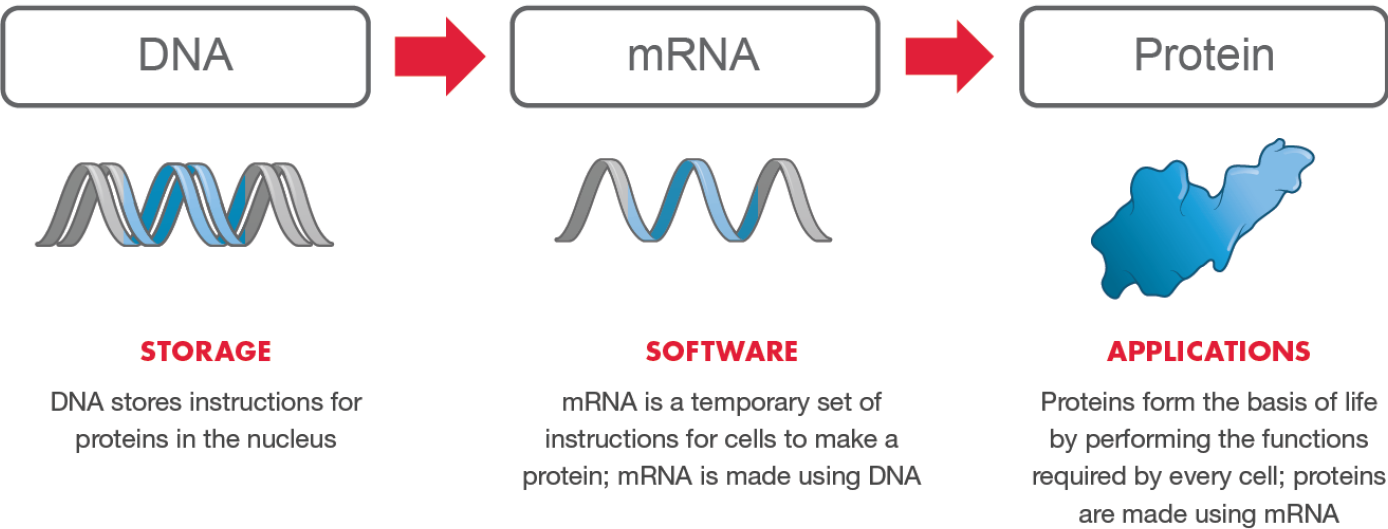 DNA
mRNA
Protein
STORAGE
DNA stores instructions for
proteins in the nucleus
SOFTWARE
mRNA is a temporary set of
instructions for cells to make a
protein; mRNA is made using DNA
APPLICATIONS
Proteins form the basis of life
by performing the functions
required by every cell; proteins
are made using mRNA